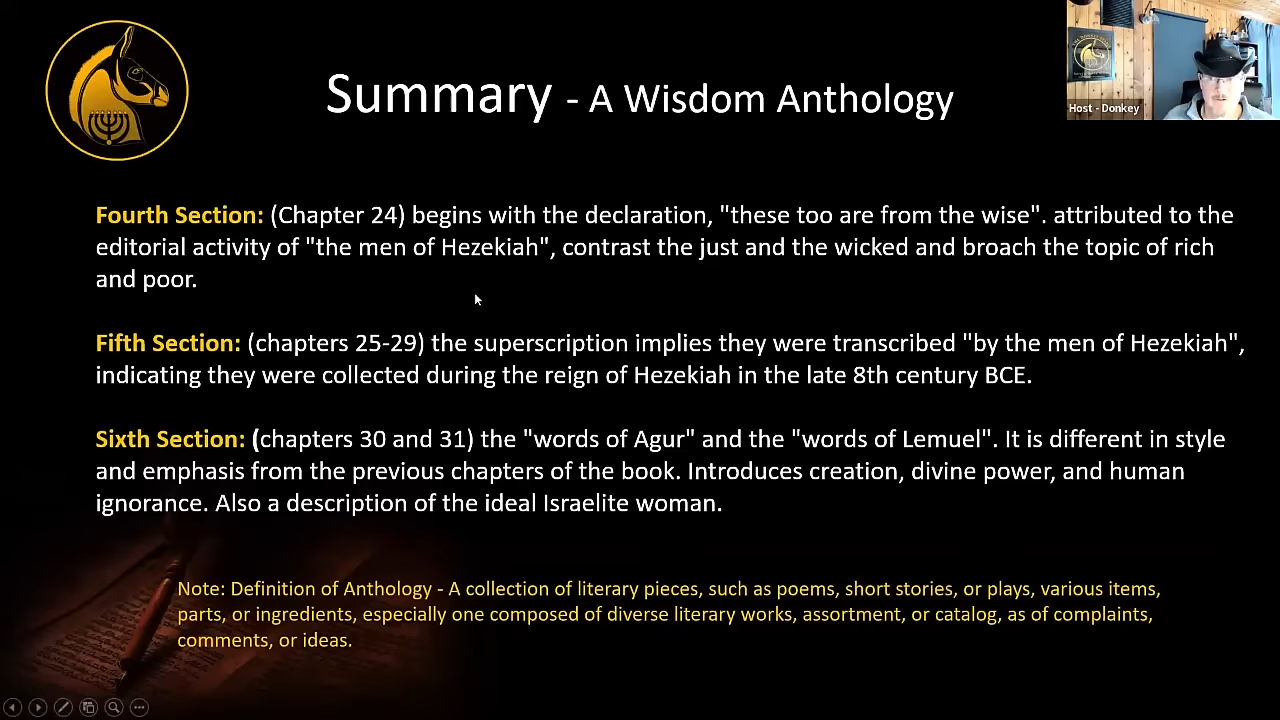 Summary - A Wisdom Anthology
Host - Donkey
Fourth Section: (Chapter 24) begins with the declaration, "these too are from the wise". attributed to the
editorial activity of "the men of Hezekiah", contrast the just and the wicked and broach the topic of rich
and poor.
Fifth Section: (chapters 25-29) the superscription implies they were transcribed "by the men of Hezekiah",
indicating they were collected during the reign of Hezekiah in the late 8th century BCE.
Sixth Section: (chapters 30 and 31) the "words of Agur" and the "words of Lemuel". It is different in style
and emphasis from the previous chapters of the book. Introduces creation, divine power, and human
ignorance. Also a description of the ideal Israelite woman.
Note: Definition of Anthology - A collection of literary pieces, such as poems, short stories, or plays, various items,
parts, or ingredients, especially one composed of diverse literary works, assortment, or catalog, as of complaints,
comments, or ideas.